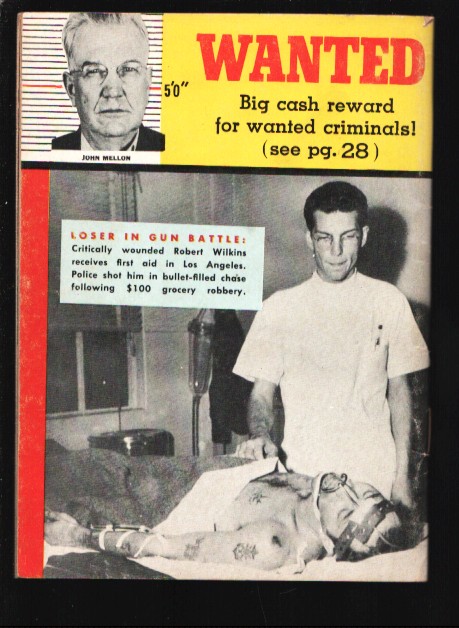 WANTED
5'0"
Big cash reward
for wanted criminals!
(see pg. 28)
JOHN MELLON
LOSER IN GUN BATTLE:
Critically wounded Robert Wilkins
receives first aid in Los Angeles.
Police shot him in bullet-filled chase
following $100 grocery robbery.